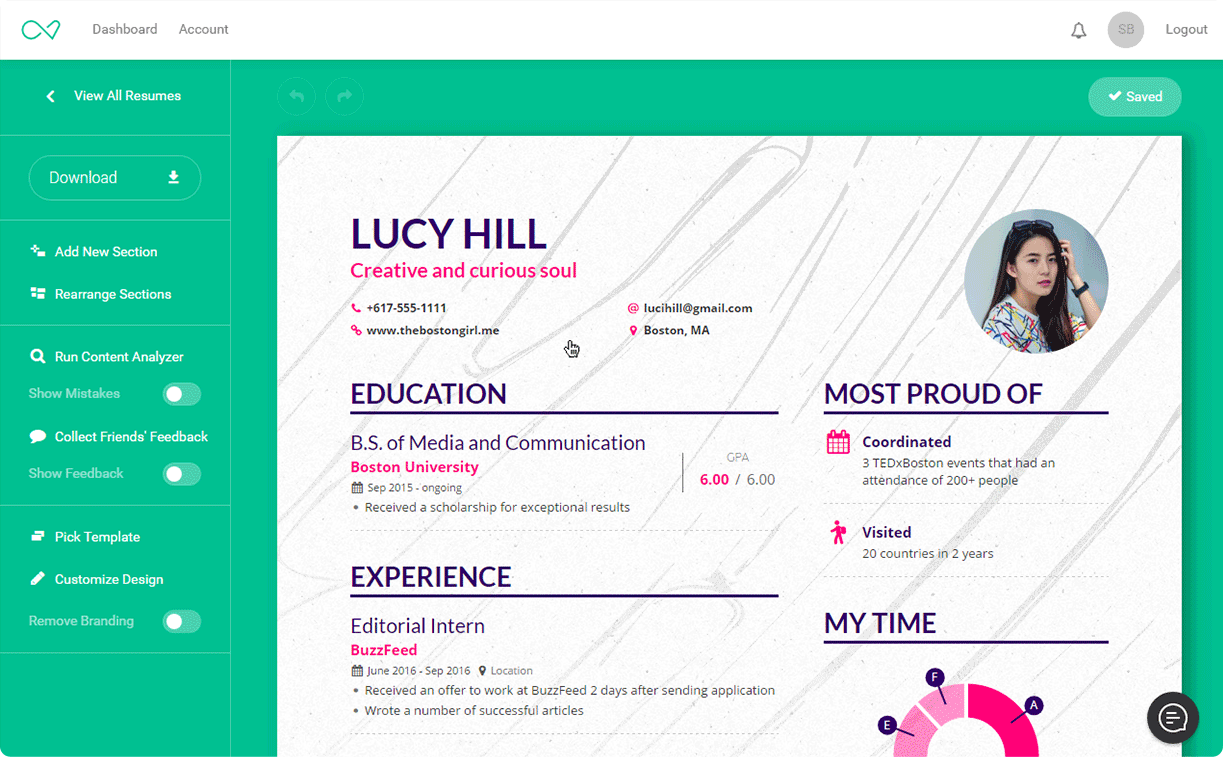 Dashboard
Account
SB
Logout
View All Resumes
Download
Add New Section
Rearrange Sections
Run Content Analyzer
Show Mistakes
Collect Friends' Feedback
Show Feedback
Pick Template
Customize Design
Remove Branding
Saved
LUCY HILL
Creative and curious soul
+617-555-1111
lucihill@gmail.com
www.thebostongirl.me
Boston, MA
EDUCATION
B.S. of Media and Communication
Boston University
Sep 2015 - ongoing
• Received a scholarship for exceptional results
GPA
6.00 / 6.00
EXPERIENCE
Editorial Intern
BuzzFeed
June 2016 - Sep 2016 Location
• Received an offer to work at BuzzFeed 2 days after sending application
• Wrote a number of successful articles
MOST PROUD OF
Coordinated
3 TEDxBoston events that had an
attendance of 200+ people
Visited
20 countries in 2 years
MY TIME
F
A
E